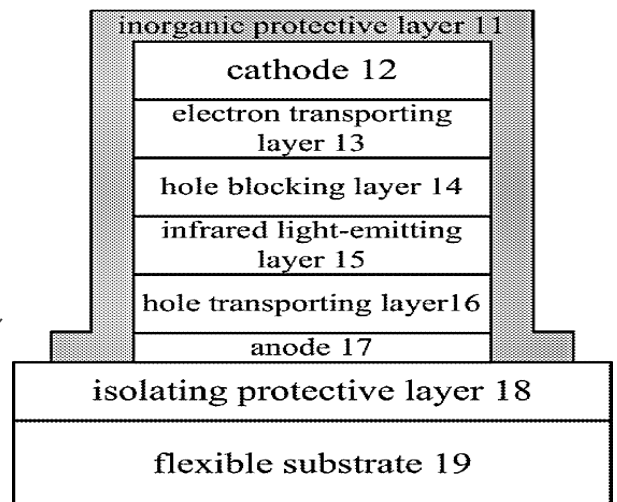 inorganic protective layer 11
cathode 12
electron transporting
layer 13
hole blocking layer 14
infrared light-emitting
layer 15
hole transporting layer16
anode 17
isolating protective layer 18
flexible substrate 19